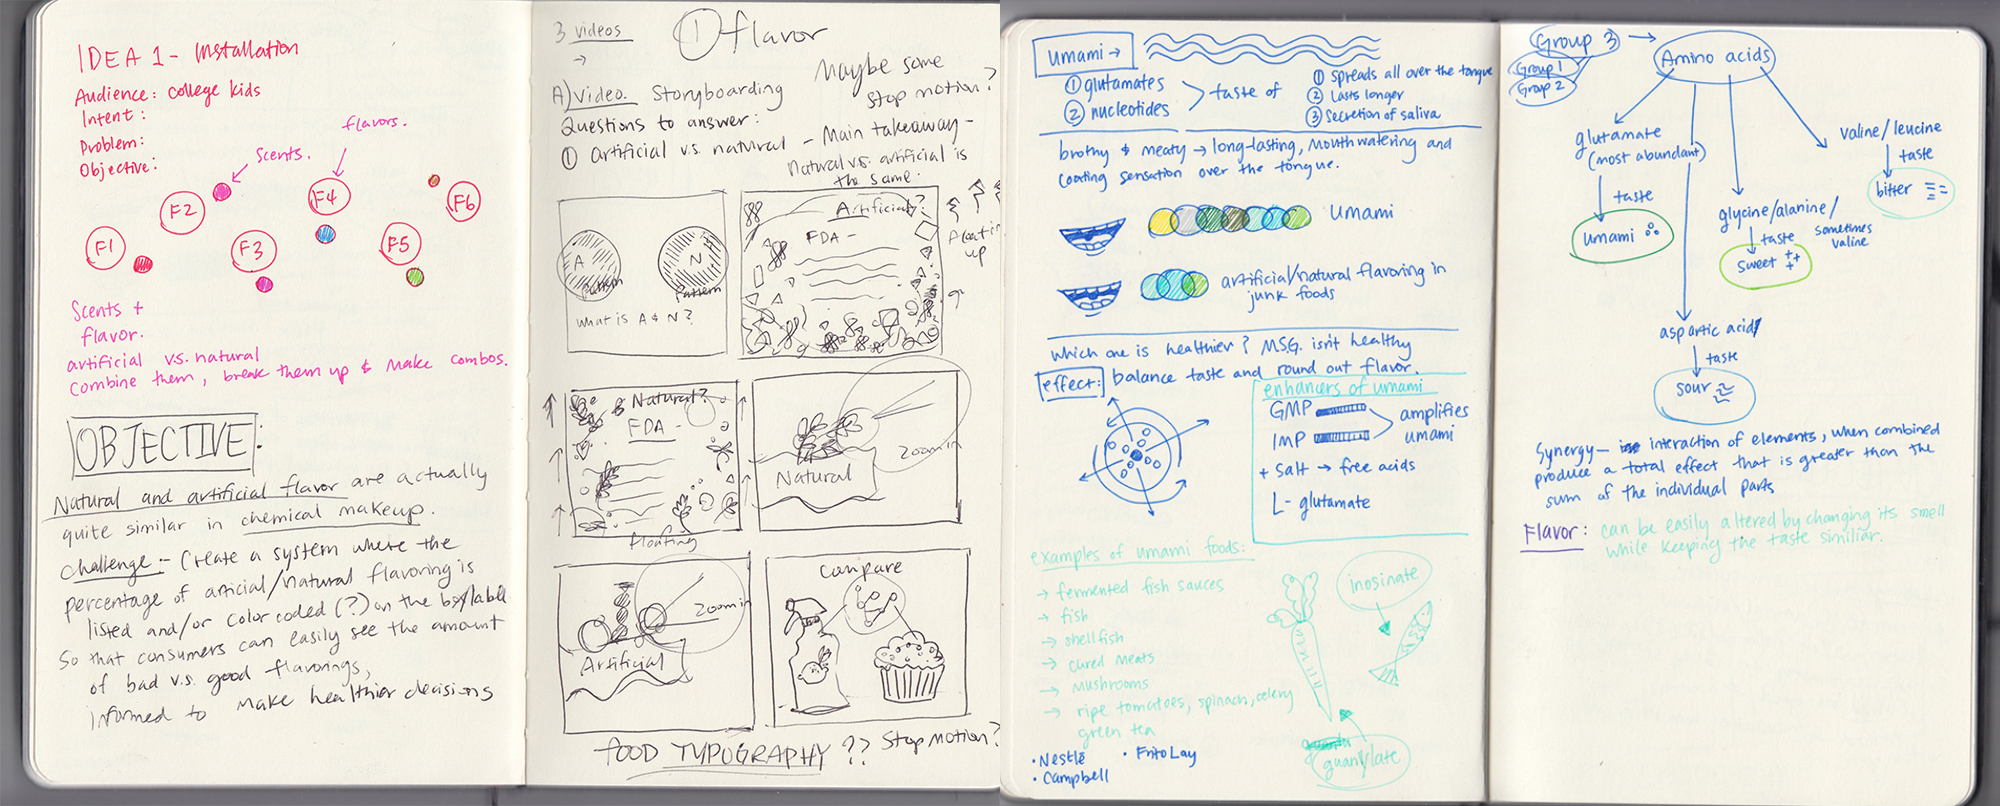 IDEA 1 - Installation
Audience: college kids
Intent:
Problem:
Objective:
scents.
flavors.
F1
F2
F3
F4
F5
F6
Scents +
flavor.
artificial vs. natural
combine them, break them up & make combos.
OBJECTIVE:
Natural and artificial flavor are actually
quite similar in chemical makeup.
Challenge:- Create a system where the
percentage of articial/natural flavoring is
listed and/or color coded (?) on the box/label
so that consumers can easily see the amount
of bad v.s. good flavorings,
informed to make healthier decisions
3 videos
→
① flavor
A) video. Storyboarding
Maybe some
stop motion?
Questions to answer:
① Artificial v.s. natural - Main takeaway -
Natural vs. artificial is
the same.
A
pattern
N
pattern
what is A & N?
Artificial?
FDA -
float
up
Natural?
FDA -
floating
Natural
zoom in
Artificial
zoom in
Compare
FOOD TYPOGRAPHY ?? Stop motion?
umami →
① glutamates
② nucleotides
taste of
① spreads all over the tongue
② Lasts longer
③ Secretion of saliva
brothy & meaty → long-lasting, mouthwatering and
coating sensation over the tongue.
Umami
artificial/natural flavoring in
junk foods
which one is healthier? M.S.G. isn't healthy
effect: balance taste and round out flavor.
enhancers of umami
GMP
IMP
amplifies
umami
+ salt → free acids
L- glutamate
examples of umami foods:
→ fermented fish sauces
→ fish
→ shellfish
→ cured meats
→ mushrooms
→ ripe tomatoes, spinach, celery
green tea
inosinate
guanylate
• Nestlē
• Campbell
• Frito Lay
Group 3 →
Group 1
Group 2
Amino acids
glutamate
(most abundant)
taste
umami
valine/leucine
taste
bitter
glycine/alanine/
sometimes
valine
taste
sweet
aspartic acid
taste
sour
Synergy - interaction of elements, when combined
produce a total effect that is greater than the
sum of the individual parts
Flavor: can be easily altered by changing its smell
while keeping the taste similiar.